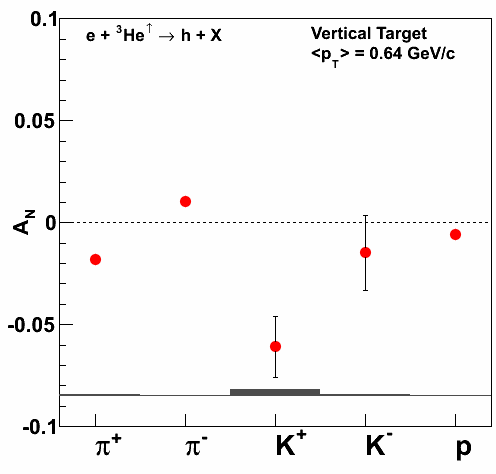 0.1
e + ³He↑ → h + X
Vertical Target
<p_T> = 0.64 GeV/c
0.05
A_N
0
-0.05
-0.1
π⁺ π⁻ K⁺ K⁻ p